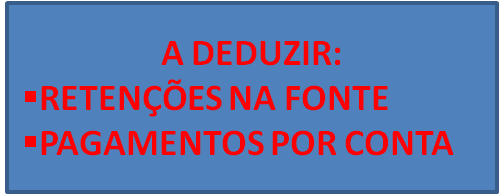 A DEDUZIR:
▪RETENÇÕES NA FONTE
▪PAGAMENTOS POR CONTA